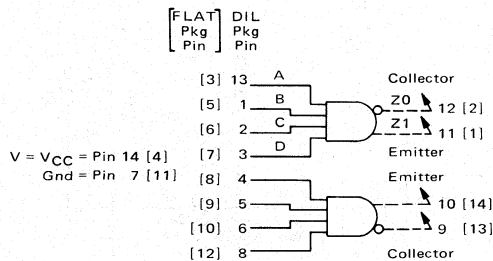 [FLAT] DIL
Pkg Pkg
Pin Pin
[3] 13 A Collector
[5] 1 B Z0 12 [2]
[6] 2 C Z1 11 [1]
[7] 3 D Emitter
V = VCC = Pin 14 [4]
Gnd = Pin 7 [11]
[8] 4 Emitter
[9] 5 10 [14]
[10] 6 9 [13]
[12] 8 Collector